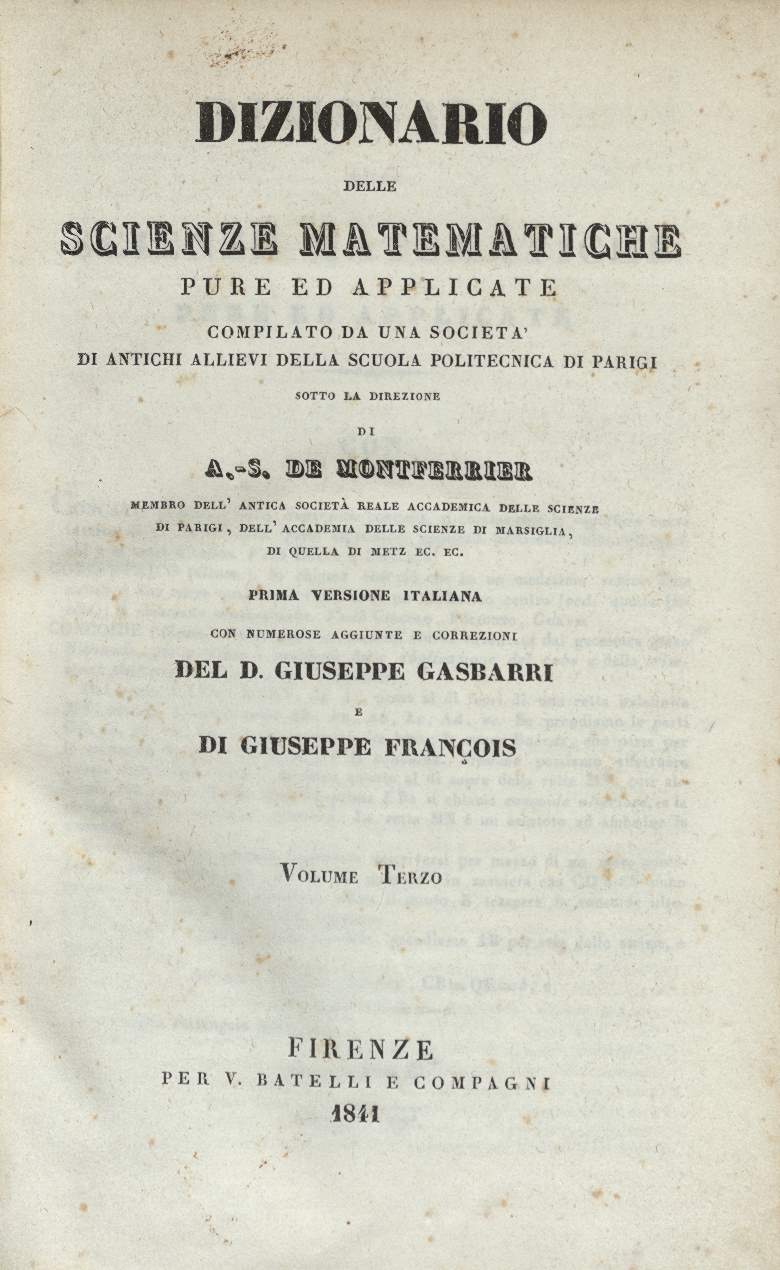 DIZIONARIO
DELLE
SCIENZE MATEMATICHE
PURE ED APPLICATE
COMPILATO DA UNA SOCIETA'
DI ANTICHI ALLIEVI DELLA SCUOLA POLITECNICA DI PARIGI
SOTTO LA DIREZIONE
DI
A.-S. DE MONTFERRIER
MEMBRO DELL' ANTICA SOCIETÀ REALE ACCADEMICA DELLE SCIENZE
DI PARIGI, DELL' ACCADEMIA DELLE SCIENZE DI MARSIGLIA,
DI QUELLA DI METZ EC. EC.
PRIMA VERSIONE ITALIANA
CON NUMEROSE AGGIUNTE E CORREZIONI
DEL D. GIUSEPPE GASBARRI
E
DI GIUSEPPE FRANÇOIS
VOLUME TERZO
FIRENZE
PER V. BATELLI E COMPAGNI
1841